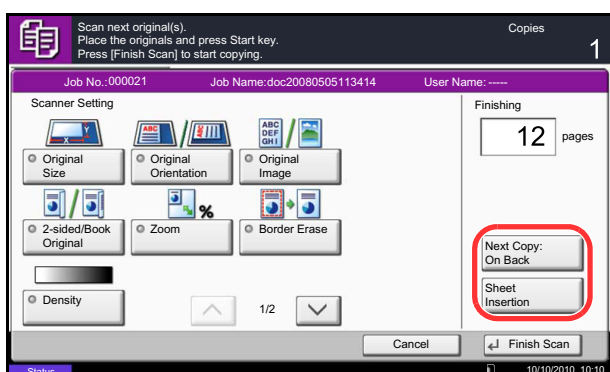 Scan next original(s).
Place the originals and press Start key.
Press [Finish Scan] to start copying.
Copies
1
Job No.:000021
Job Name:doc20080505113414
User Name: -----
Scanner Setting
Finishing
Y
X
ABC
ABC
DEF
GHI
12 pages
Original
Size
Original
Orientation
Original
Image
%
2-sided/Book
Original
Zoom
Border Erase
Next Copy:
On Back
Sheet
Insertion
Density
1/2
Cancel
Finish Scan
Status
10/10/2010 10:10